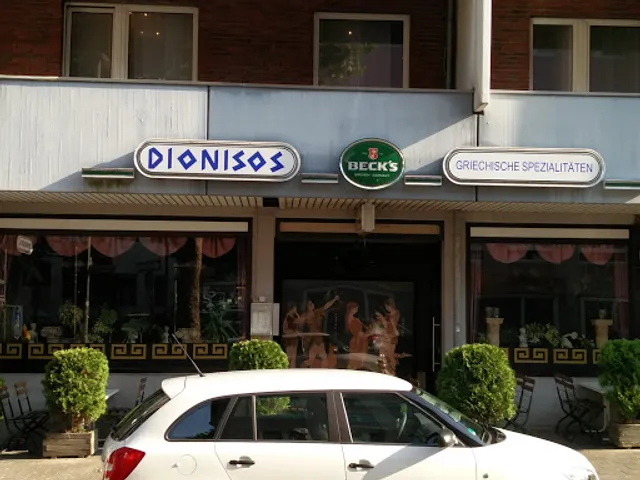 DIONISOS
BECK'S
GRIECHISCHE SPEZIALITÄTEN